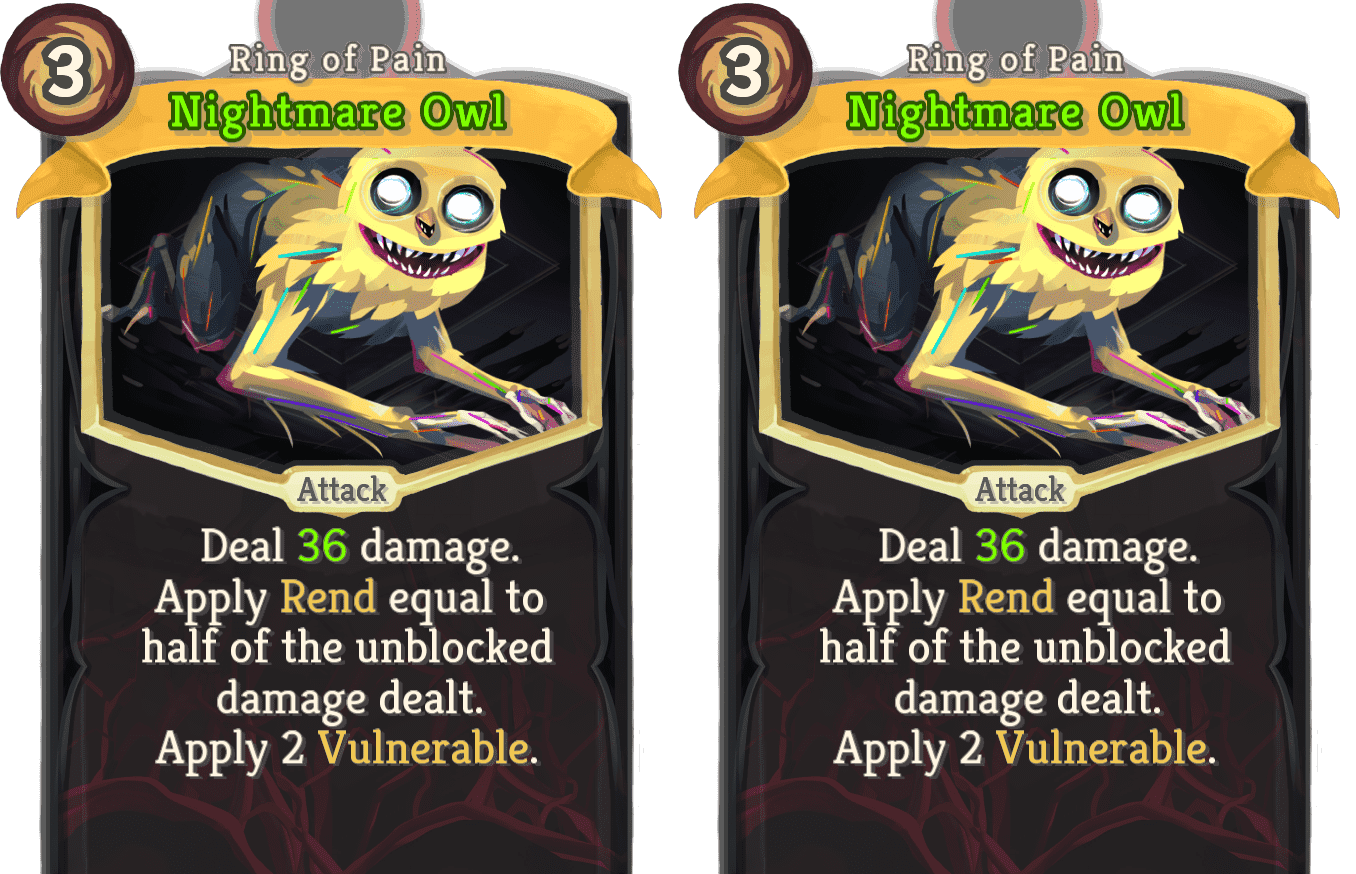 3
Ring of Pain
Nightmare Owl
Attack
Deal 36 damage.
Apply Rend equal to
half of the unblocked
damage dealt.
Apply 2 Vulnerable.
3
Ring of Pain
Nightmare Owl
Attack
Deal 36 damage.
Apply Rend equal to
half of the unblocked
damage dealt.
Apply 2 Vulnerable.